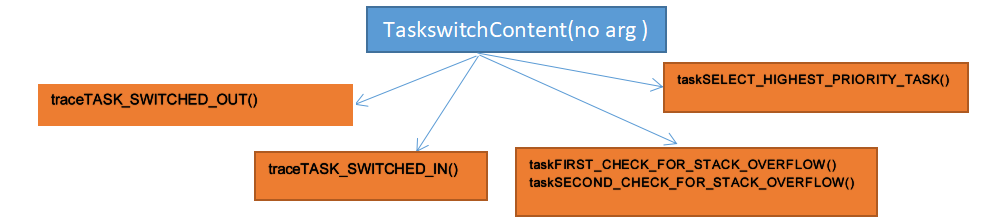 TaskswitchContent(no arg )
taskSELECT_HIGHEST_PRIORITY_TASK()
traceTASK_SWITCHED_OUT()
traceTASK_SWITCHED_IN()
taskFIRST_CHECK_FOR_STACK_OVERFLOW()
taskSECOND_CHECK_FOR_STACK_OVERFLOW()